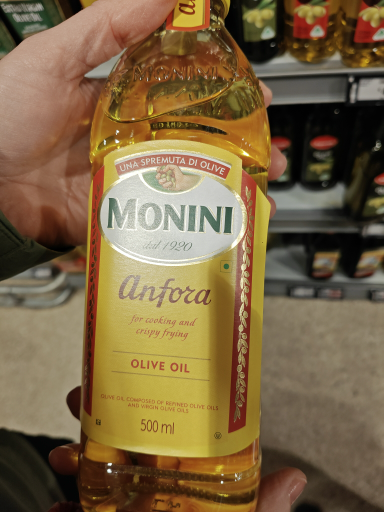 MONINI
UNA SPREMUTA DI OLIVE
MONINI
dal 1920
Anfora
for cooking and
crispy frying
OLIVE OIL
OLIVE OIL COMPOSED OF REFINED OLIVE OILS
AND VIRGIN OLIVE OILS
500 ml